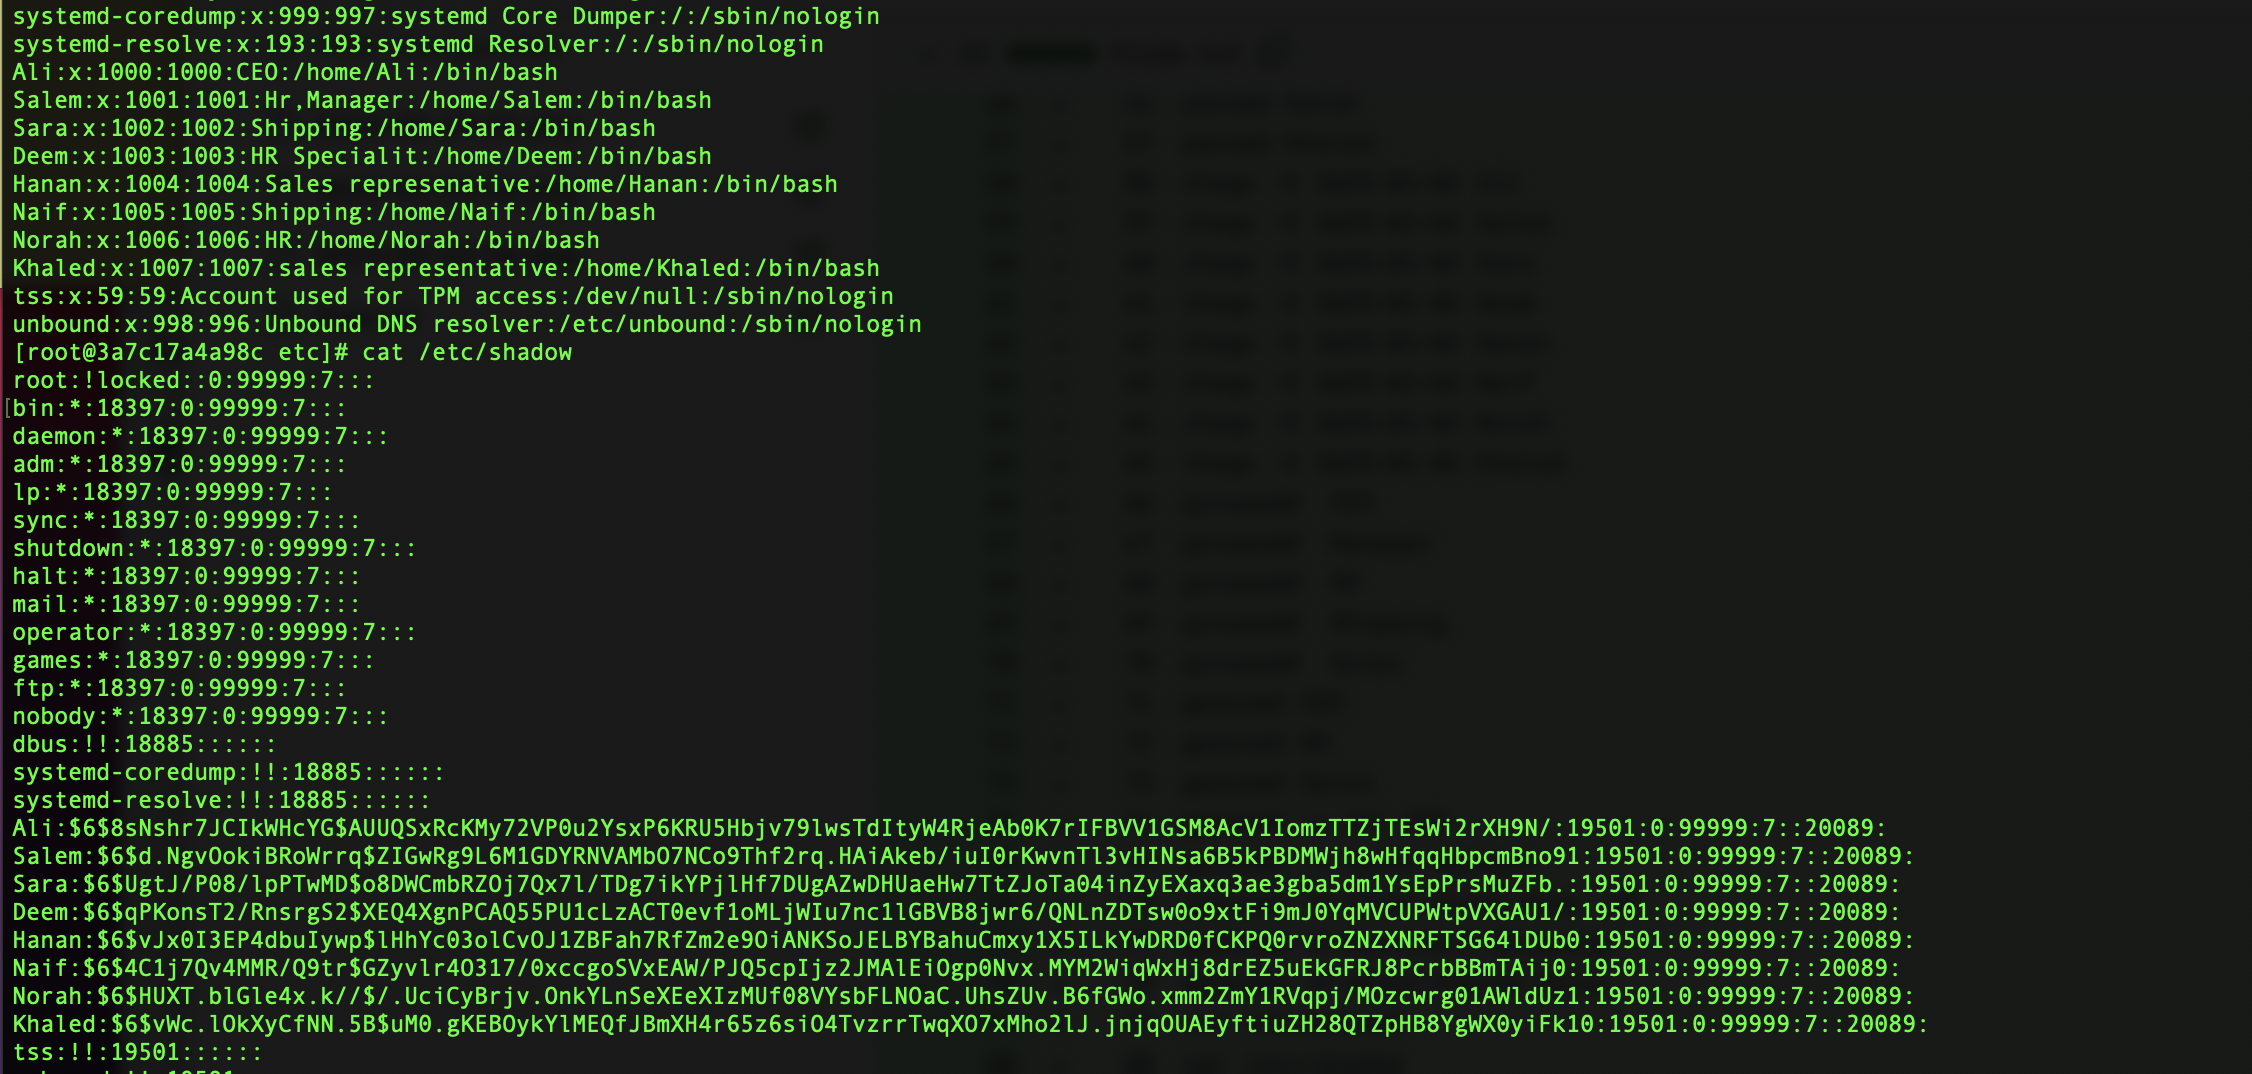 systemd-coredump:x:999:997:systemd Core Dumper:/:/sbin/nologin
systemd-resolve:x:193:193:systemd Resolver:/:/sbin/nologin
Ali:x:1000:1000:CEO:/home/Ali:/bin/bash
Salem:x:1001:1001:Hr,Manager:/home/Salem:/bin/bash
Sara:x:1002:1002:Shipping:/home/Sara:/bin/bash
Deem:x:1003:1003:HR Specialit:/home/Deem:/bin/bash
Hanan:x:1004:1004:Sales represenative:/home/Hanan:/bin/bash
Naif:x:1005:1005:Shipping:/home/Naif:/bin/bash
Norah:x:1006:1006:HR:/home/Norah:/bin/bash
Khaled:x:1007:1007:sales representative:/home/Khaled:/bin/bash
tss:x:59:59:Account used for TPM access:/dev/null:/sbin/nologin
unbound:x:998:996:Unbound DNS resolver:/etc/unbound:/sbin/nologin
[root@3a7c17a4a98c etc]# cat /etc/shadow
root:!locked::0:99999:7:::
bin:*:18397:0:99999:7:::
daemon:*:18397:0:99999:7:::
adm:*:18397:0:99999:7:::
lp:*:18397:0:99999:7:::
sync:*:18397:0:99999:7:::
shutdown:*:18397:0:99999:7:::
halt:*:18397:0:99999:7:::
mail:*:18397:0:99999:7:::
operator:*:18397:0:99999:7:::
games:*:18397:0:99999:7:::
ftp:*:18397:0:99999:7:::
nobody:*:18397:0:99999:7:::
dbus:!!:18885::::::
systemd-coredump:!!:18885::::::
systemd-resolve:!!:18885::::::
Ali:$6$8sNshr7JCIkWHcYG$AUUQSxRcKMy72VP0u2YsxP6KRU5Hbjv79lwsTdItyW4RjeAb0K7rIFBVV1GSM8AcV1IomzTTZjTEsWi2rXH9N/:19501:0:99999:7::20089:
Salem:$6$d.NgvOokiBRoWrrq$ZIGwRg9L6M1GDYRNVAMbO7NCo9Thf2rq.HAiAkeb/iuI0rKwvnTl3vHINsa6B5kPBDMWjh8wHfqqHbpcmBno91:19501:0:99999:7::20089:
Sara:$6$UgtJ/P08/lpPTwMD$o8DWCmbRZOj7Qx7l/TDg7ikYPjlHf7DUgAZwDHUaeHw7TtZJoTa04inZyEXaxq3ae3gba5dm1YsEpPrsMuZFb.:19501:0:99999:7::20089:
Deem:$6$qPKonsT2/RnsrgS2$XEQ4XgnPCAQ55PU1cLzACT0evf1oMLjWIu7nc1lGBVB8jwr6/QNLnZDTsw0o9xtFi9mJ0YqMVCUPWtpVXGAU1/:19501:0:99999:7::20089:
Hanan:$6$vJx0I3EP4dbuIywp$lHhYc03olCvOJ1ZBFah7RfZm2e9OiANKSoJELBYBahuCmxy1X5ILkYwDRD0fCKPQ0rvroZNZXNRFTSG64lDUb0:19501:0:99999:7::20089:
Naif:$6$4C1j7Qv4MMR/Q9tr$GZyvlr4O317/0xccgoSVxEAW/PJQ5cpIjz2JMAlEiOgp0Nvx.MYM2WiqWxHj8drEZ5uEkGFRJ8PcrbBBmTAij0:19501:0:99999:7::20089:
Norah:$6$HUXT.blGle4x.k//$/.UciCyBrjv.OnkYLnSeXEeXIzMUf08VYsbFLNOaC.UhsZUv.B6fGWo.xmm2ZmY1RVqpj/MOzcwrg01AWldUz1:19501:0:99999:7::20089:
Khaled:$6$vWc.lOkXyCfNN.5B$uM0.gKEBOykYlMEQfJBmXH4r65z6siO4TvzrrTwqXO7xMho2lJ.jnjqOUAEyftiuZH28QTZpHB8YgWX0yiFk10:19501:0:99999:7::20089:
tss:!!:19501::::::